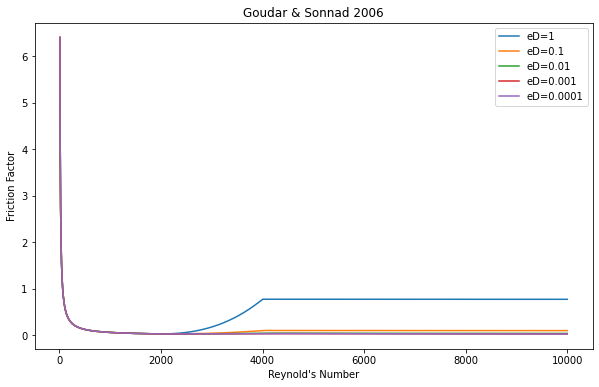 Goudar & Sonnad 2006
eD=1
eD=0.1
eD=0.01
eD=0.001
eD=0.0001
Friction Factor
6
5
4
3
2
1
0
0 2000 4000 6000 8000 10000
Reynold's Number